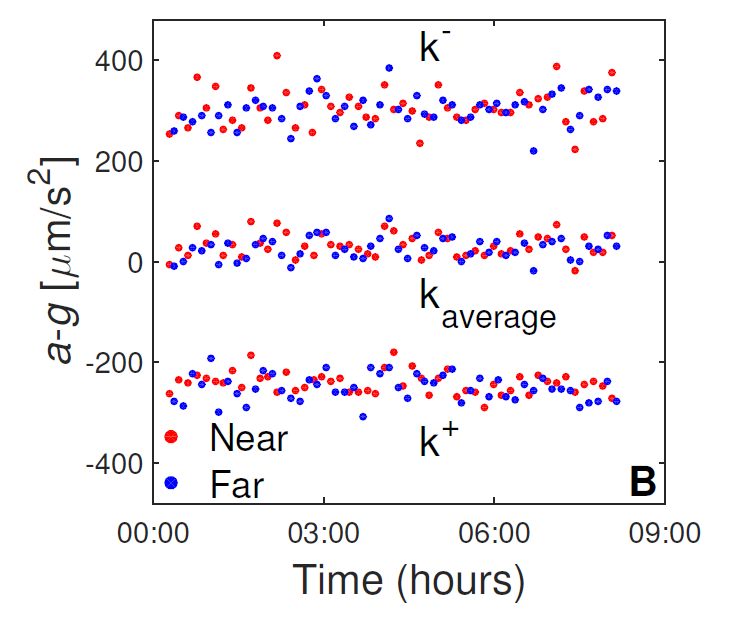 400
200
0
-200
-400
a-g [μm/s²]
k⁻
k_average
k⁺
Near
Far
B
00:00 03:00 06:00 09:00
Time (hours)